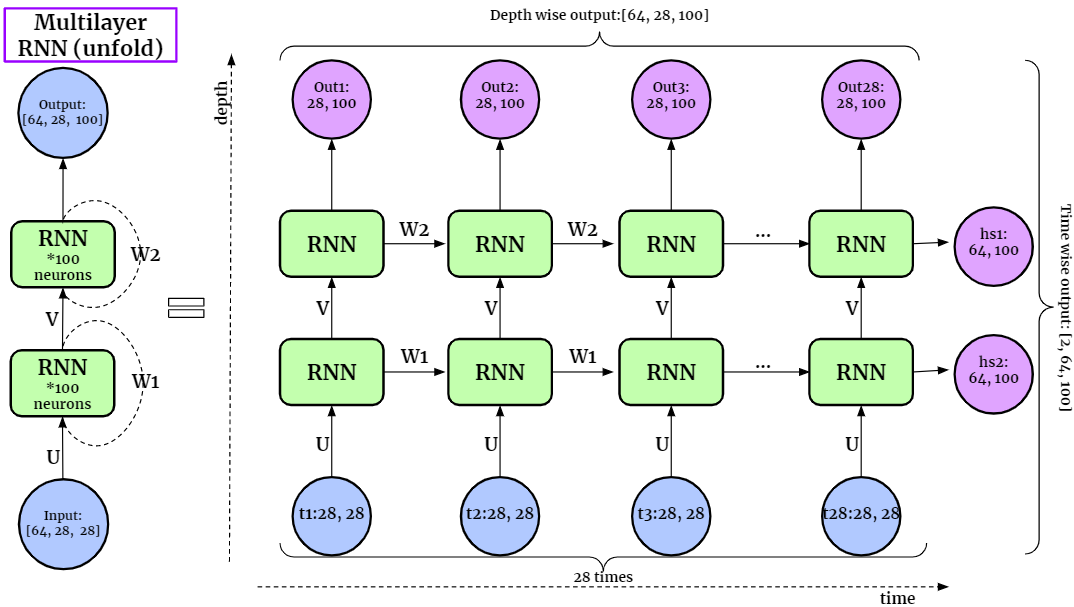 Multilayer
RNN (unfold)
Output:
[64, 28, 100]
RNN
*100
neurons
W2
V
RNN
*100
neurons
W1
U
Input:
[64, 28, 28]
depth
Depth wise output:[64, 28, 100]
Out1:
28, 100
Out2:
28, 100
Out3:
28, 100
Out28:
28, 100
RNN
W2
RNN
W2
RNN
...
RNN
hs1:
64, 100
V
V
V
V
RNN
W1
RNN
W1
RNN
...
RNN
hs2:
64, 100
U
U
U
U
t1:28, 28
t2:28, 28
t3:28, 28
t28:28, 28
28 times
time
Time wise output: [2, 64, 100]